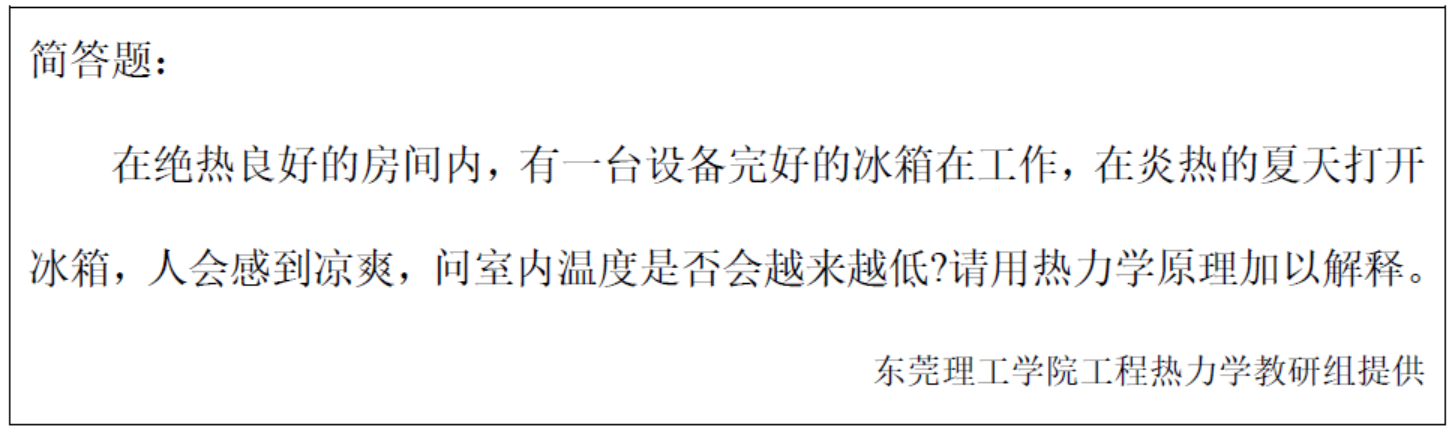 简答题：
在绝热良好的房间内，有一台设备完好的冰箱在工作，在炎热的夏天打开
冰箱，人会感到凉爽，问室内温度是否会越来越低?请用热力学原理加以解释。
东莞理工学院工程热力学教研组提供